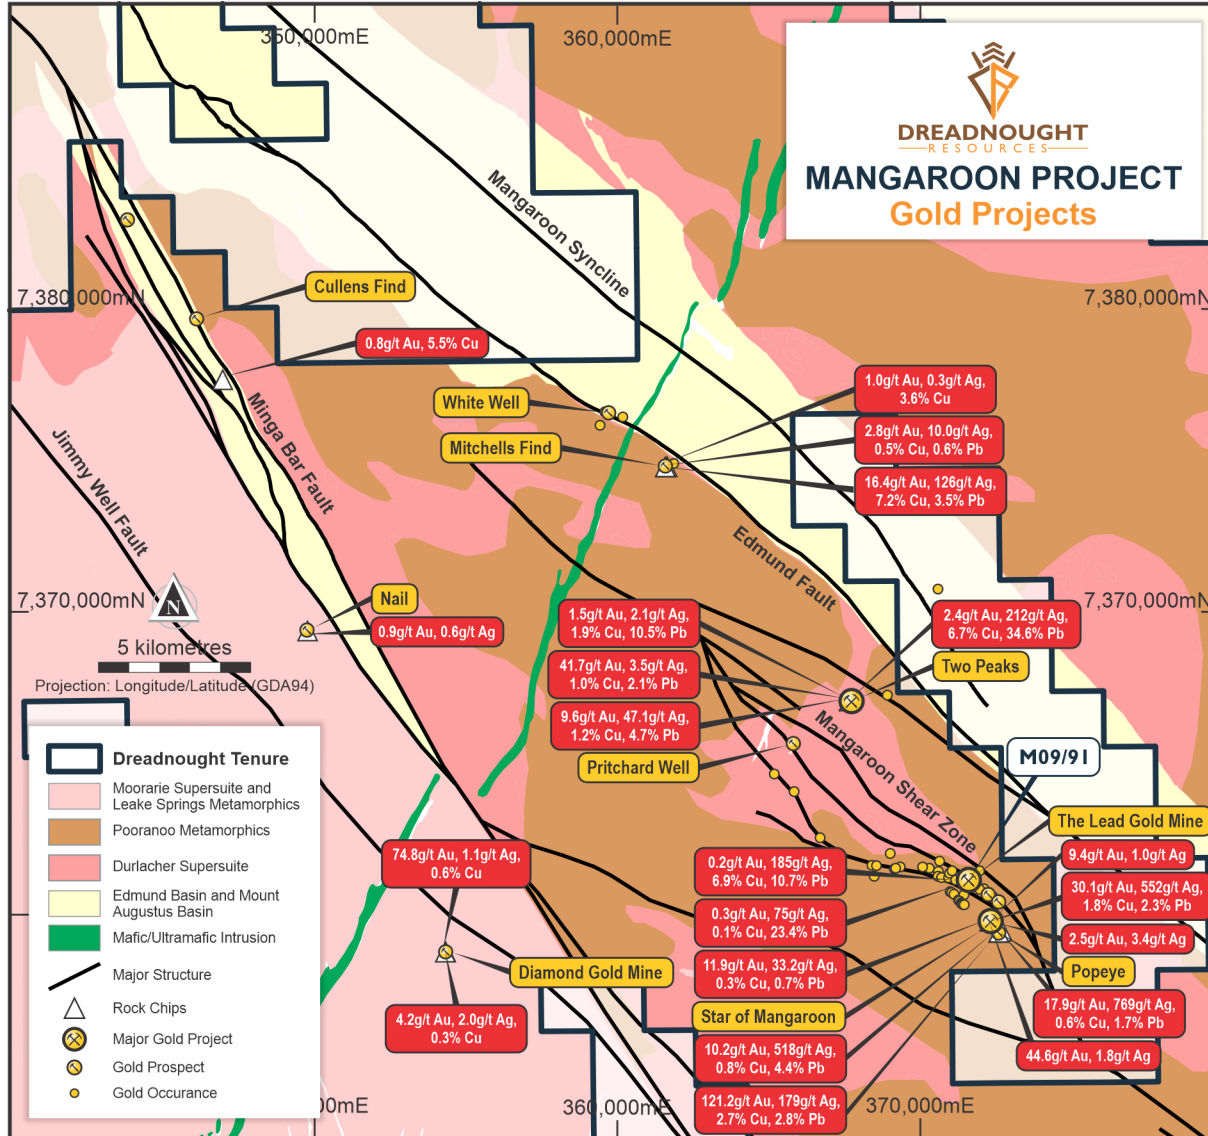 350,000mE
360,000mE
DREADNOUGHT
RESOURCES
MANGAROON PROJECT
Gold Projects
Mangaroon Syncline
7,380,000mN
7,380,000mN
Cullens Find
0.8g/t Au, 5.5% Cu
White Well
Mitchells Find
1.0g/t Au, 0.3g/t Ag,
3.6% Cu
2.8g/t Au, 10.0g/t Ag,
0.5% Cu, 0.6% Pb
16.4g/t Au, 126g/t Ag,
7.2% Cu, 3.5% Pb
Minga Bar Fault
Jimmy Well Fault
Edmund Fault
7,370,000mN
7,370,000mN
N
5 kilometres
Projection: Longitude/Latitude (GDA94)
Nail
0.9g/t Au, 0.6g/t Ag
1.5g/t Au, 2.1g/t Ag,
1.9% Cu, 10.5% Pb
41.7g/t Au, 3.5g/t Ag,
1.0% Cu, 2.1% Pb
9.6g/t Au, 47.1g/t Ag,
1.2% Cu, 4.7% Pb
Pritchard Well
2.4g/t Au, 212g/t Ag,
6.7% Cu, 34.6% Pb
Two Peaks
Mangaroon Shear Zone
M09/91
The Lead Gold Mine
9.4g/t Au, 1.0g/t Ag
30.1g/t Au, 552g/t Ag,
1.8% Cu, 2.3% Pb
2.5g/t Au, 3.4g/t Ag
Popeye
17.9g/t Au, 769g/t Ag,
0.6% Cu, 1.7% Pb
44.6g/t Au, 1.8g/t Ag
0.2g/t Au, 185g/t Ag,
6.9% Cu, 10.7% Pb
0.3g/t Au, 75g/t Ag,
0.1% Cu, 23.4% Pb
11.9g/t Au, 33.2g/t Ag,
0.3% Cu, 0.7% Pb
Star of Mangaroon
10.2g/t Au, 518g/t Ag,
0.8% Cu, 4.4% Pb
121.2g/t Au, 179g/t Ag,
2.7% Cu, 2.8% Pb
74.8g/t Au, 1.1g/t Ag,
0.6% Cu
Diamond Gold Mine
4.2g/t Au, 2.0g/t Ag,
0.3% Cu
Dreadnought Tenure
Moorarie Supersuite and
Leake Springs Metamorphics
Pooranoo Metamorphics
Durlacher Supersuite
Edmund Basin and Mount
Augustus Basin
Mafic/Ultramafic Intrusion
Major Structure
Rock Chips
Major Gold Project
Gold Prospect
Gold Occurance
00mE
360,000mE
370,000mE